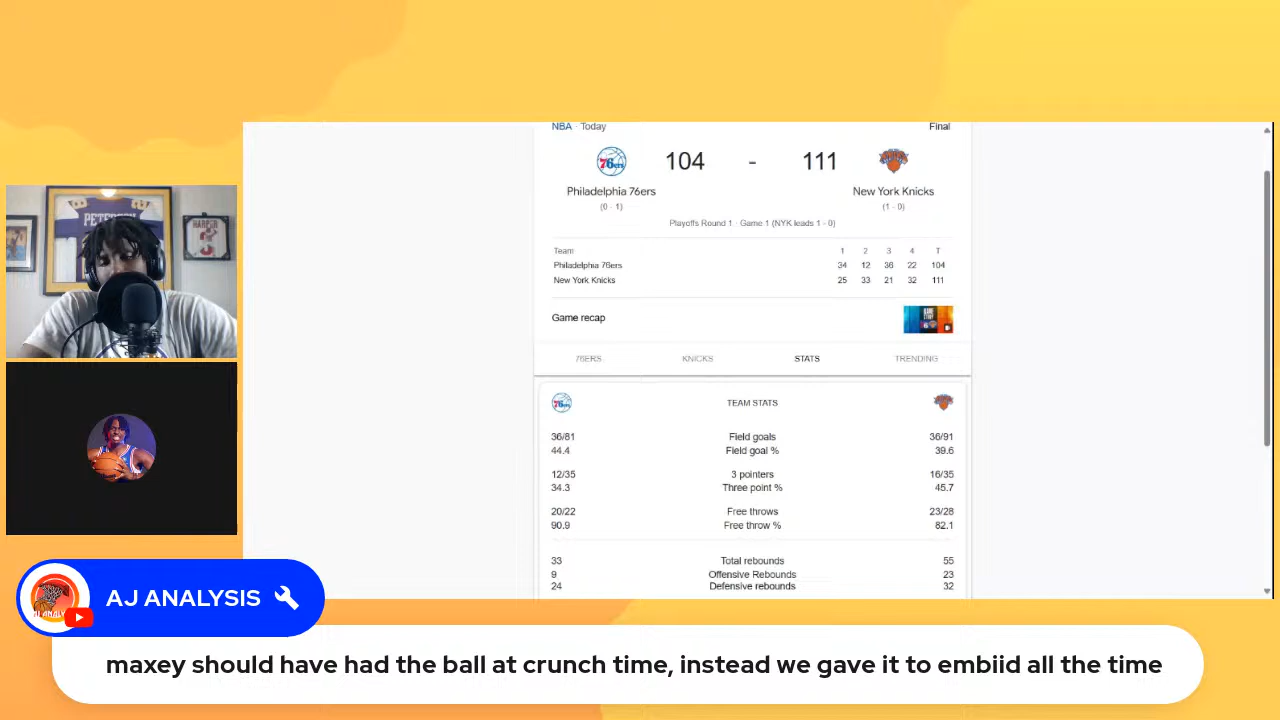 NBA · Today
Final
76ers
104 - 111
Philadelphia 76ers
New York Knicks
(0 - 1)
(1 - 0)
Playoffs Round 1 · Game 1 (NYK leads 1 - 0)
Team 1 2 3 4 T
Philadelphia 76ers 34 12 36 22 104
New York Knicks 25 33 21 32 111
Game recap
76ERS KNICKS STATS TRENDING
TEAM STATS
36/81 Field goals 36/91
44.4 Field goal % 39.6
12/35 3 pointers 16/35
34.3 Three point % 45.7
20/22 Free throws 23/28
90.9 Free throw % 82.1
33 Total rebounds 55
9 Offensive Rebounds 23
24 Defensive rebounds 32
PETERSON
HARPER
3
AJ ANALYSIS
maxey should have had the ball at crunch time, instead we gave it to embiid all the time